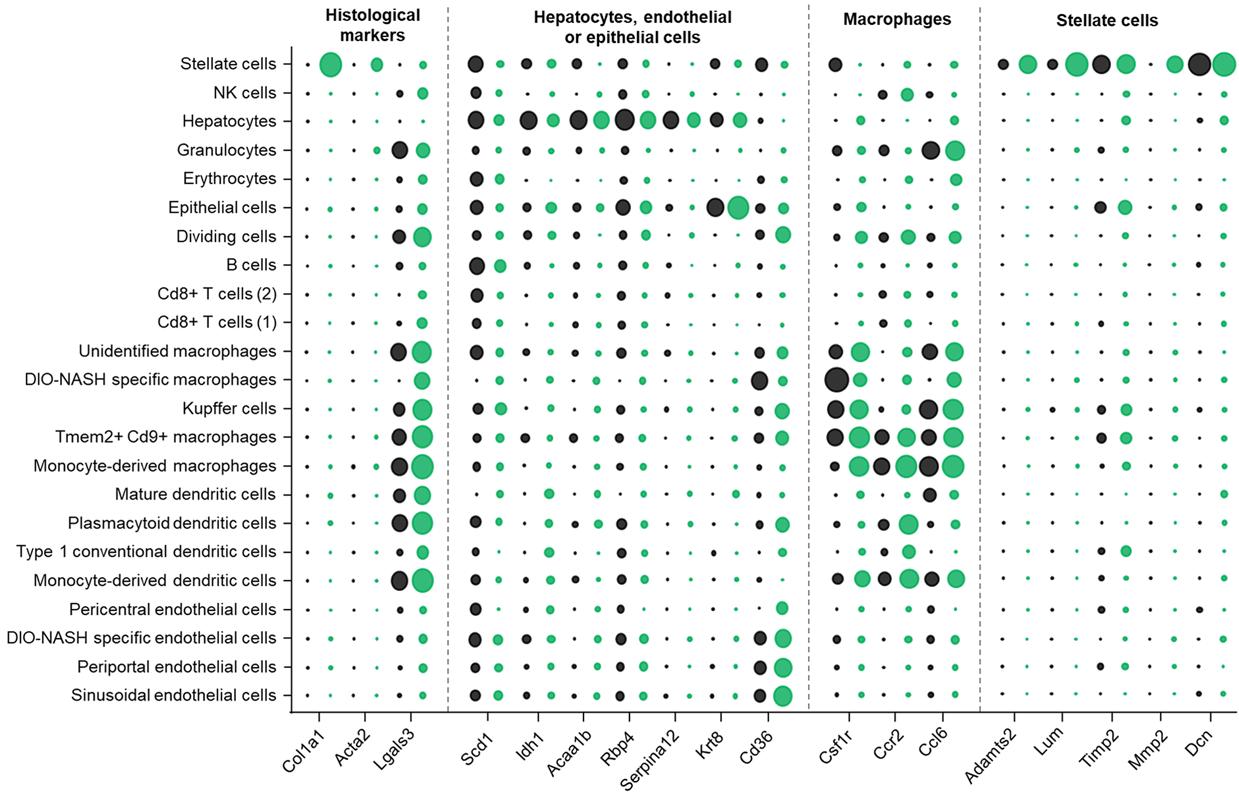 Histological
markers
Hepatocytes, endothelial
or epithelial cells
Macrophages
Stellate cells
Stellate cells
NK cells
Hepatocytes
Granulocytes
Erythrocytes
Epithelial cells
Dividing cells
B cells
Cd8+ T cells (2)
Cd8+ T cells (1)
Unidentified macrophages
DIO-NASH specific macrophages
Kupffer cells
Tmem2+ Cd9+ macrophages
Monocyte-derived macrophages
Mature dendritic cells
Plasmacytoid dendritic cells
Type 1 conventional dendritic cells
Monocyte-derived dendritic cells
Pericentral endothelial cells
DIO-NASH specific endothelial cells
Periportal endothelial cells
Sinusoidal endothelial cells
Col1a1
Acta2
Lgals3
Scd1
Idh1
Acaa1b
Rbp4
Serpina12
Krt8
Cd36
Csf1r
Ccr2
Ccl6
Adamts2
Lum
Timp2
Mmp2
Dcn